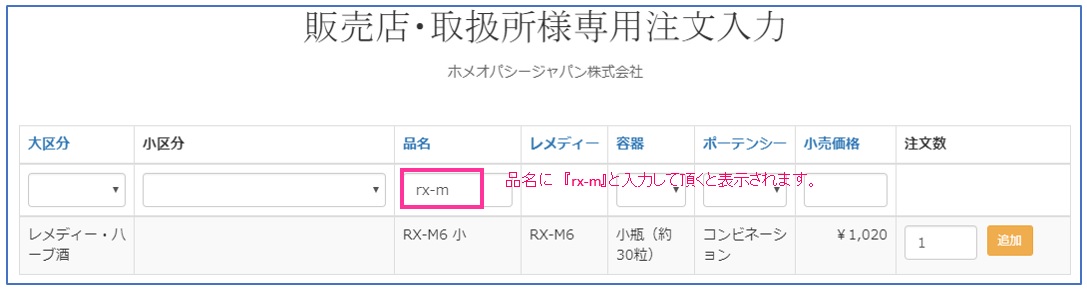 販売店・取扱所様専用注文入力
ホメオパシージャパン株式会社
大区分 小区分 品名 レメディー 容器 ポーテンシー 小売価格 注文数
rx-m 品名に『rx-m』と入力して頂くと表示されます。
レメディー・ハ RX-M6 小 RX-M6 小瓶（約 コンビネーシ ￥1,020 1 追加
ーブ酒 30粒） ョン